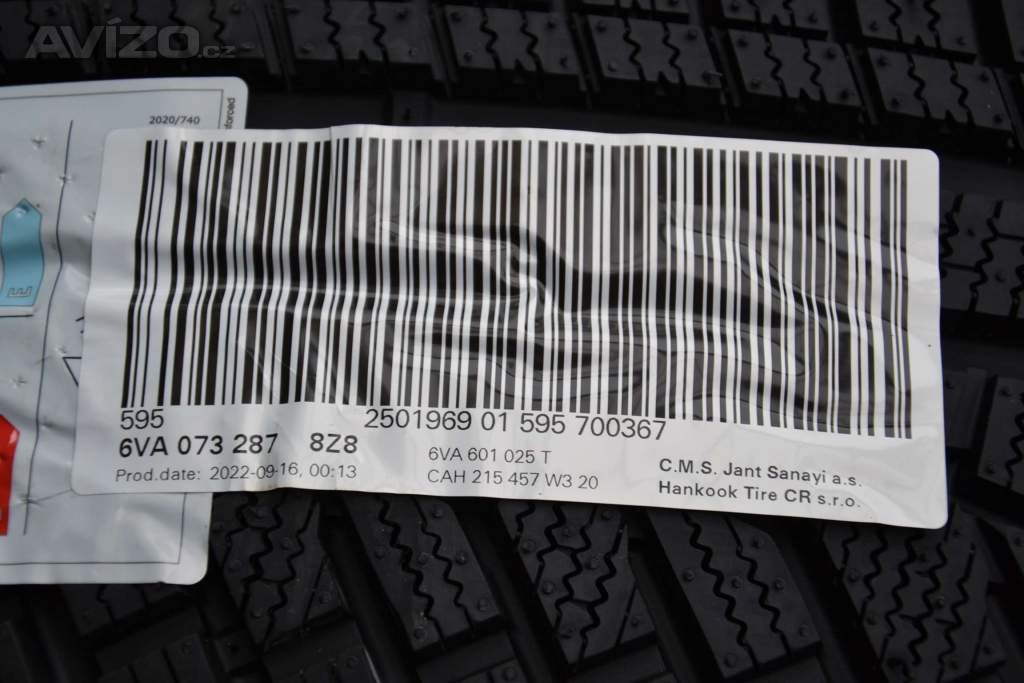 AVÍZO.cz
2020/740
E
595
2501969 01 595 700367
6VA 073 287 8Z8
6VA 601 025 T
Prod.date: 2022-09-16, 00:13
CAH 215 457 W3 20
C.M.S. Jant Sanayi a.s.
Hankook Tire CR s.r.o.